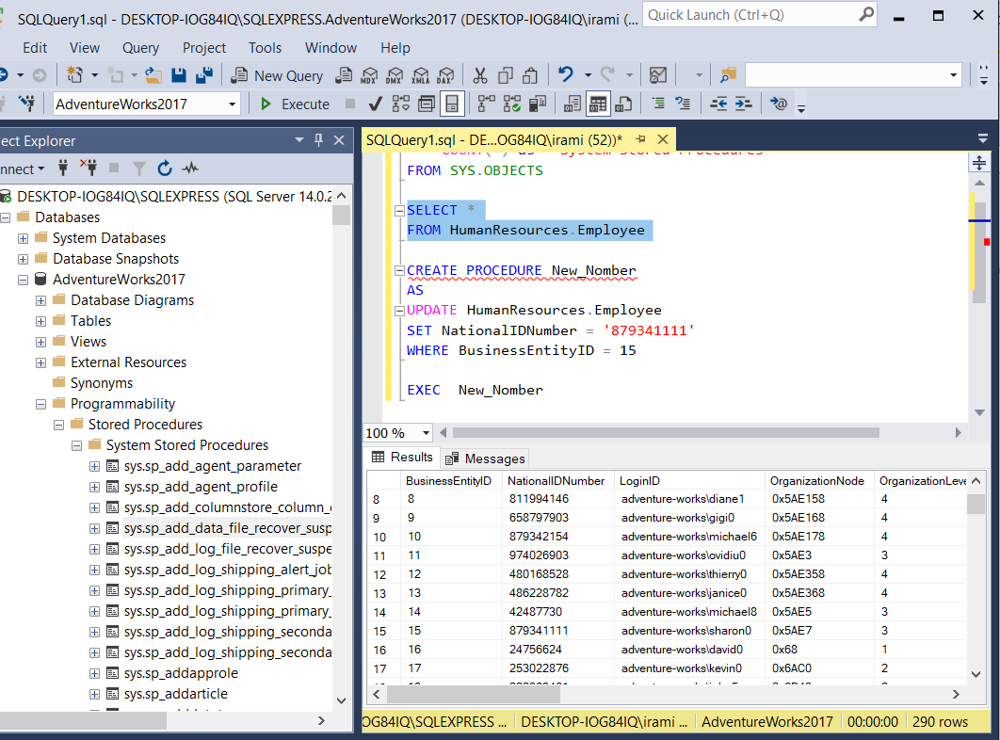 SQLQuery1.sql - DESKTOP-IOG84IQ\SQLEXPRESS.AdventureWorks2017 (DESKTOP-IOG84IQ\irami (...
Quick Launch (Ctrl+Q)
Edit View Query Project Tools Window Help
New Query MDX DMX XMLA DAX
AdventureWorks2017 Execute
ect Explorer
nnect
DESKTOP-IOG84IQ\SQLEXPRESS (SQL Server 14.0.2
Databases
System Databases
Database Snapshots
AdventureWorks2017
Database Diagrams
Tables
Views
External Resources
Synonyms
Programmability
Stored Procedures
System Stored Procedures
sys.sp_add_agent_parameter
sys.sp_add_agent_profile
sys.sp_add_columnstore_column_
sys.sp_add_data_file_recover_susp
sys.sp_add_log_file_recover_suspe
sys.sp_add_log_shipping_alert_job
sys.sp_add_log_shipping_primary_
sys.sp_add_log_shipping_primary_
sys.sp_add_log_shipping_seconda
sys.sp_add_log_shipping_seconda
sys.sp_addapprole
sys.sp_addarticle
SQLQuery1.sql - DE...OG84IQ\irami (52))*
FROM SYS.OBJECTS
SELECT *
FROM HumanResources.Employee
CREATE PROCEDURE New_Nomber
AS
UPDATE HumanResources.Employee
SET NationalIDNumber = '879341111'
WHERE BusinessEntityID = 15
EXEC New_Nomber
100 %
Results Messages
BusinessEntityID NationalIDNumber LoginID OrganizationNode OrganizationLeve
8 8 811994146 adventure-works\diane1 0x5AE158 4
9 9 658797903 adventure-works\gigi0 0x5AE168 4
10 10 879342154 adventure-works\michael6 0x5AE178 4
11 11 974026903 adventure-works\ovidiu0 0x5AE3 3
12 12 480168528 adventure-works\thierry0 0x5AE358 4
13 13 486228782 adventure-works\janice0 0x5AE368 4
14 14 42487730 adventure-works\michael8 0x5AE5 3
15 15 879341111 adventure-works\sharon0 0x5AE7 3
16 16 24756624 adventure-works\david0 0x68 1
17 17 253022876 adventure-works\kevin0 0x6AC0 2
OG84IQ\SQLEXPRESS ... DESKTOP-IOG84IQ\irami ... AdventureWorks2017 00:00:00 290 rows